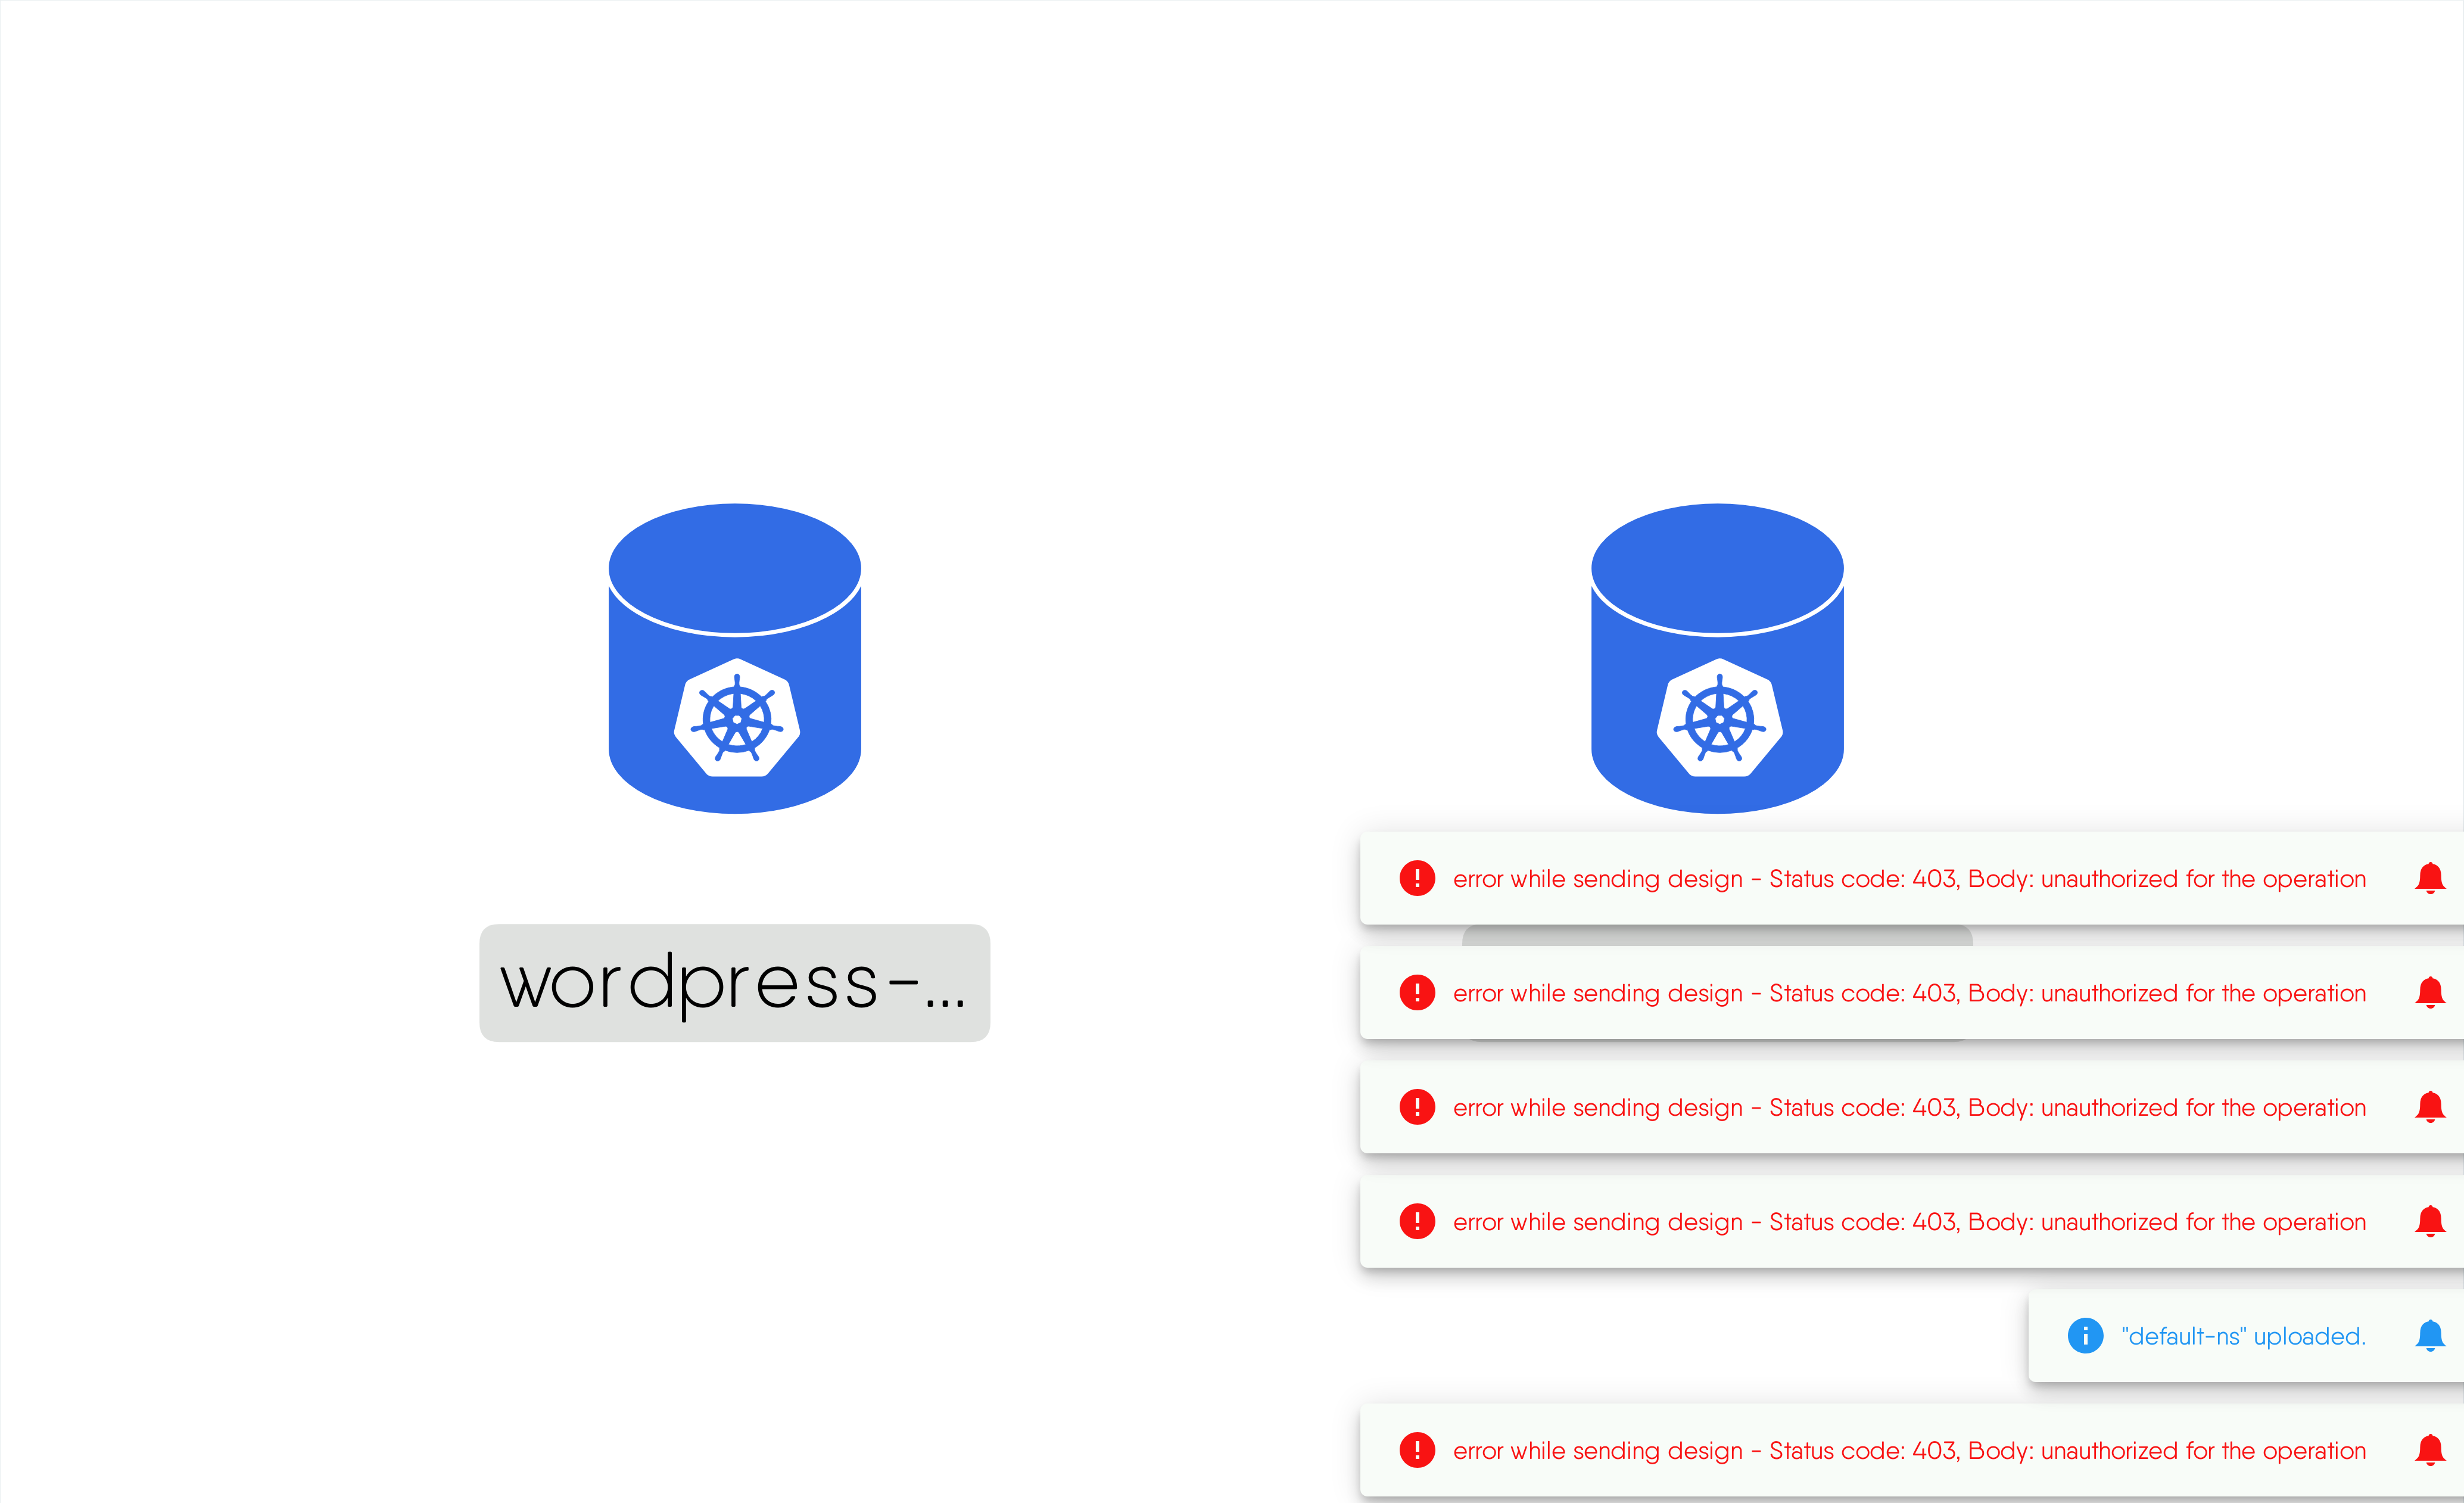 wordpress-...
error while sending design - Status code: 403, Body: unauthorized for the operation
error while sending design - Status code: 403, Body: unauthorized for the operation
error while sending design - Status code: 403, Body: unauthorized for the operation
error while sending design - Status code: 403, Body: unauthorized for the operation
"default-ns" uploaded.
error while sending design - Status code: 403, Body: unauthorized for the operation